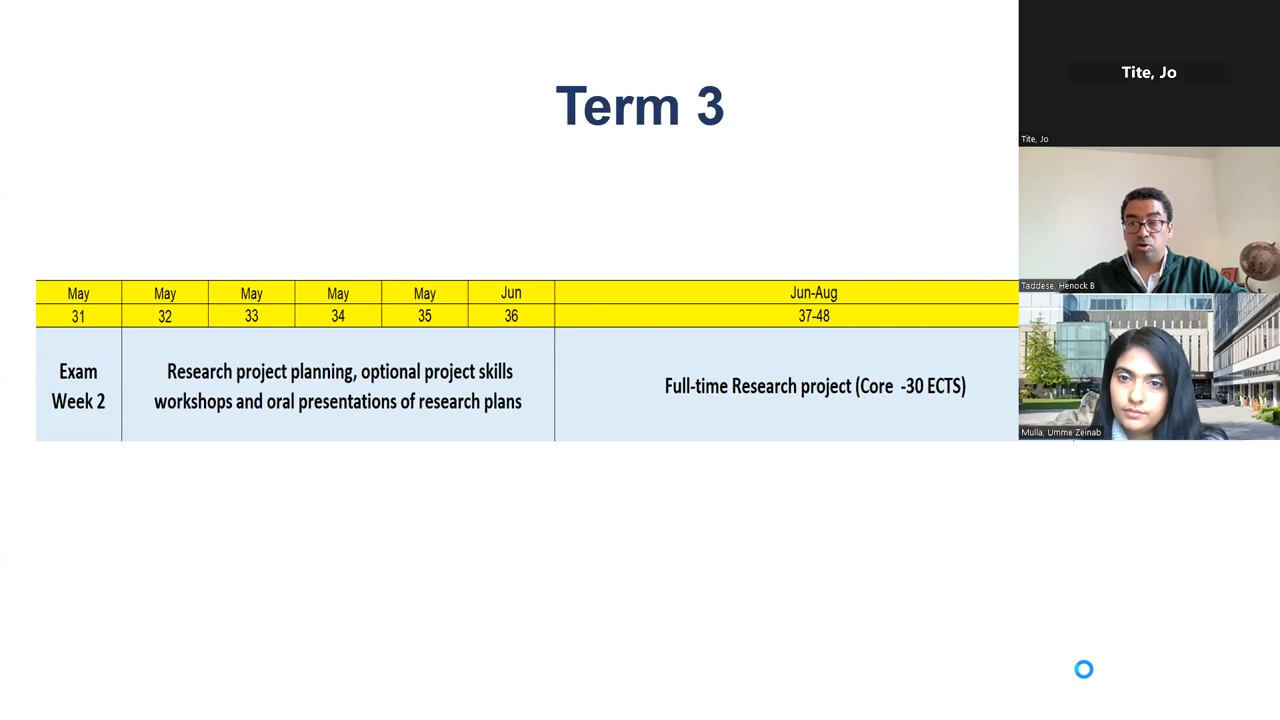 Term 3
May May May May May Jun Jun-Aug
31 32 33 34 35 36 37-48
Exam
Week 2
Research project planning, optional project skills
workshops and oral presentations of research plans
Full-time Research project (Core -30 ECTS)
Tite, Jo
Tite, Jo
Taddese, Henock B
Mulla, Umme Zeinab